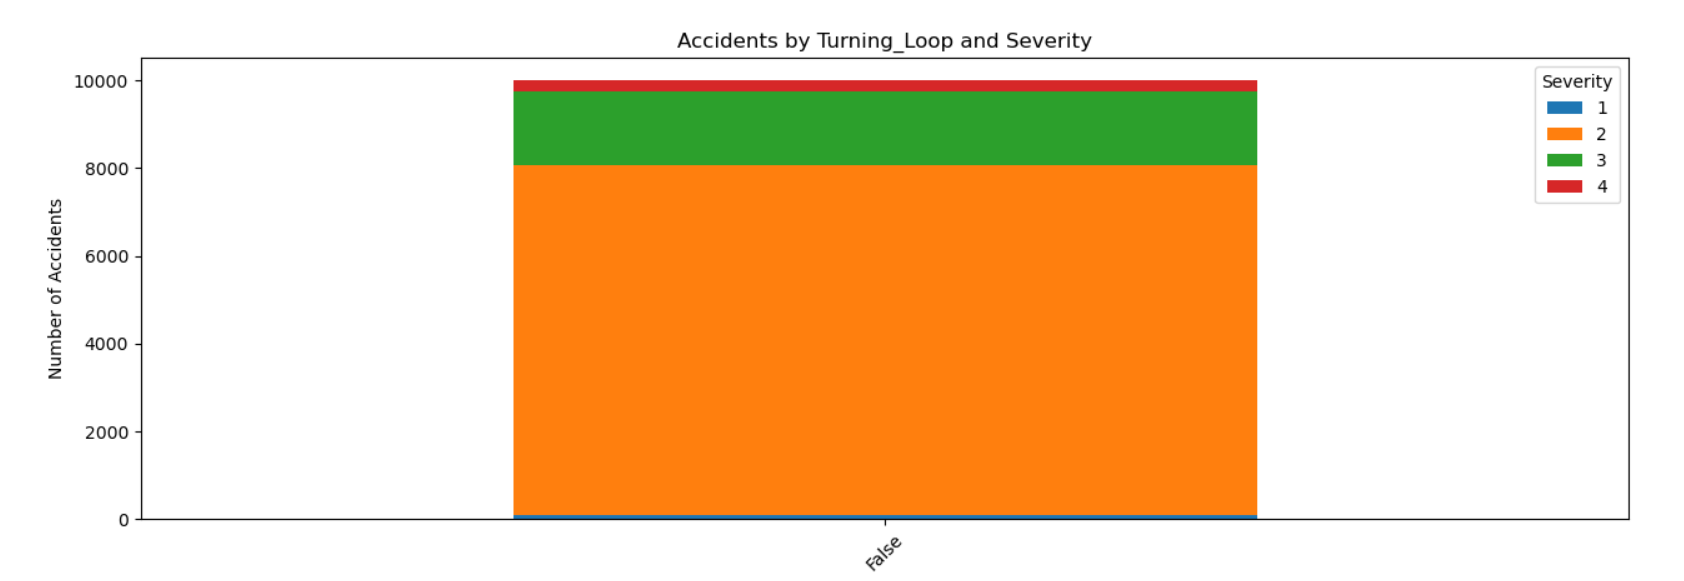 Accidents by Turning_Loop and Severity
10000
8000
6000
4000
2000
0
Number of Accidents
False
Severity
1
2
3
4